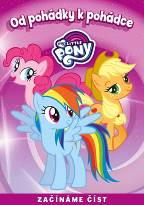 Od pohádky k pohádce
MY LITTLE
PONY
ZAČÍNÁME ČÍST